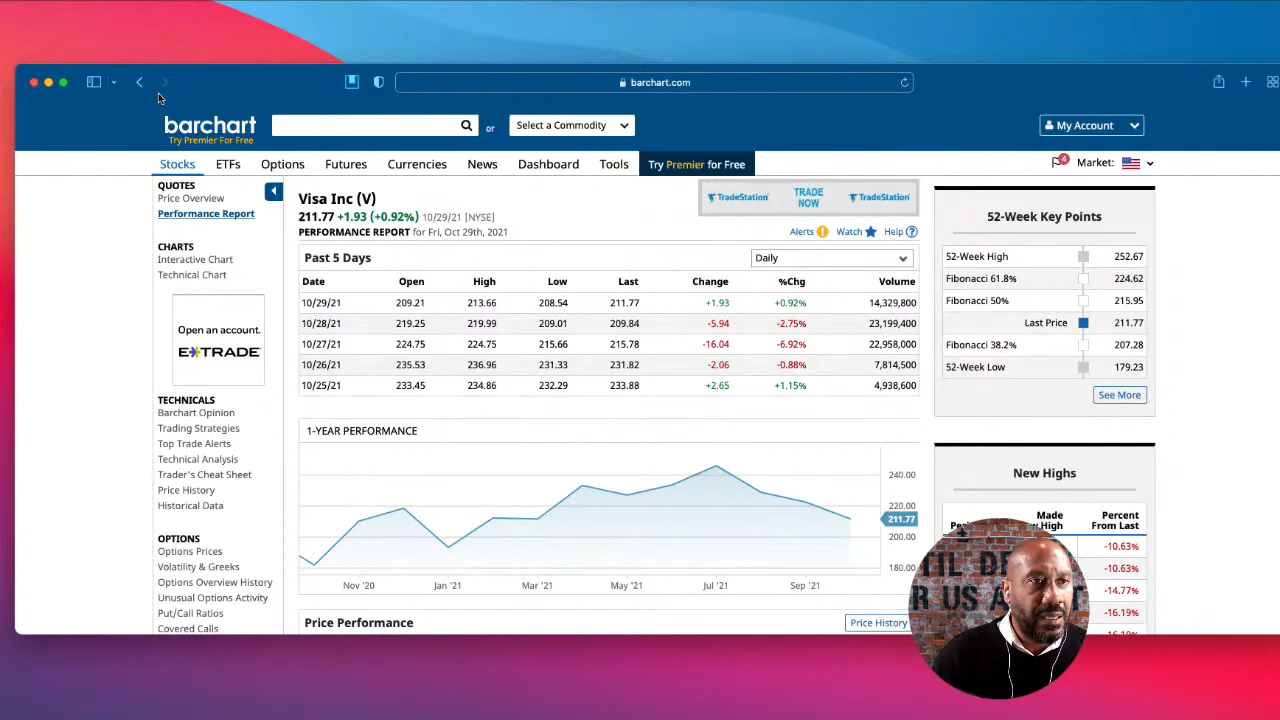 barchart.com
barchart
Try Premier For Free
or
Select a Commodity
My Account
Stocks
ETFs
Options
Futures
Currencies
News
Dashboard
Tools
Try Premier for Free
4
Market:
QUOTES
Price Overview
Performance Report
CHARTS
Interactive Chart
Technical Chart
Open an account.
E*TRADE
TECHNICALS
Barchart Opinion
Trading Strategies
Top Trade Alerts
Technical Analysis
Trader's Cheat Sheet
Price History
Historical Data
OPTIONS
Options Prices
Volatility & Greeks
Options Overview History
Unusual Options Activity
Put/Call Ratios
Covered Calls
Visa Inc (V)
211.77 +1.93 (+0.92%) 10/29/21 [NYSE]
PERFORMANCE REPORT for Fri, Oct 29th, 2021
TradeStation
TRADE NOW
TradeStation
Alerts
Watch
Help
Past 5 Days
Daily
Date Open High Low Last Change %Chg Volume
10/29/21 209.21 213.66 208.54 211.77 +1.93 +0.92% 14,329,800
10/28/21 219.25 219.99 209.01 209.84 -5.94 -2.75% 23,199,400
10/27/21 224.75 224.75 215.66 215.78 -16.04 -6.92% 22,958,000
10/26/21 235.53 236.96 231.33 231.82 -2.06 -0.88% 7,814,500
10/25/21 233.45 234.86 232.29 233.88 +2.65 +1.15% 4,938,600
1-YEAR PERFORMANCE
240.00
220.00
211.77
200.00
180.00
Nov '20 Jan '21 Mar '21 May '21 Jul '21 Sep '21
Price Performance
Price History
52-Week Key Points
52-Week High 252.67
Fibonacci 61.8% 224.62
Fibonacci 50% 215.95
Last Price 211.77
Fibonacci 38.2% 207.28
52-Week Low 179.23
See More
New Highs
Made Percent
High From Last
-10.63%
-10.63%
-14.77%
-16.19%